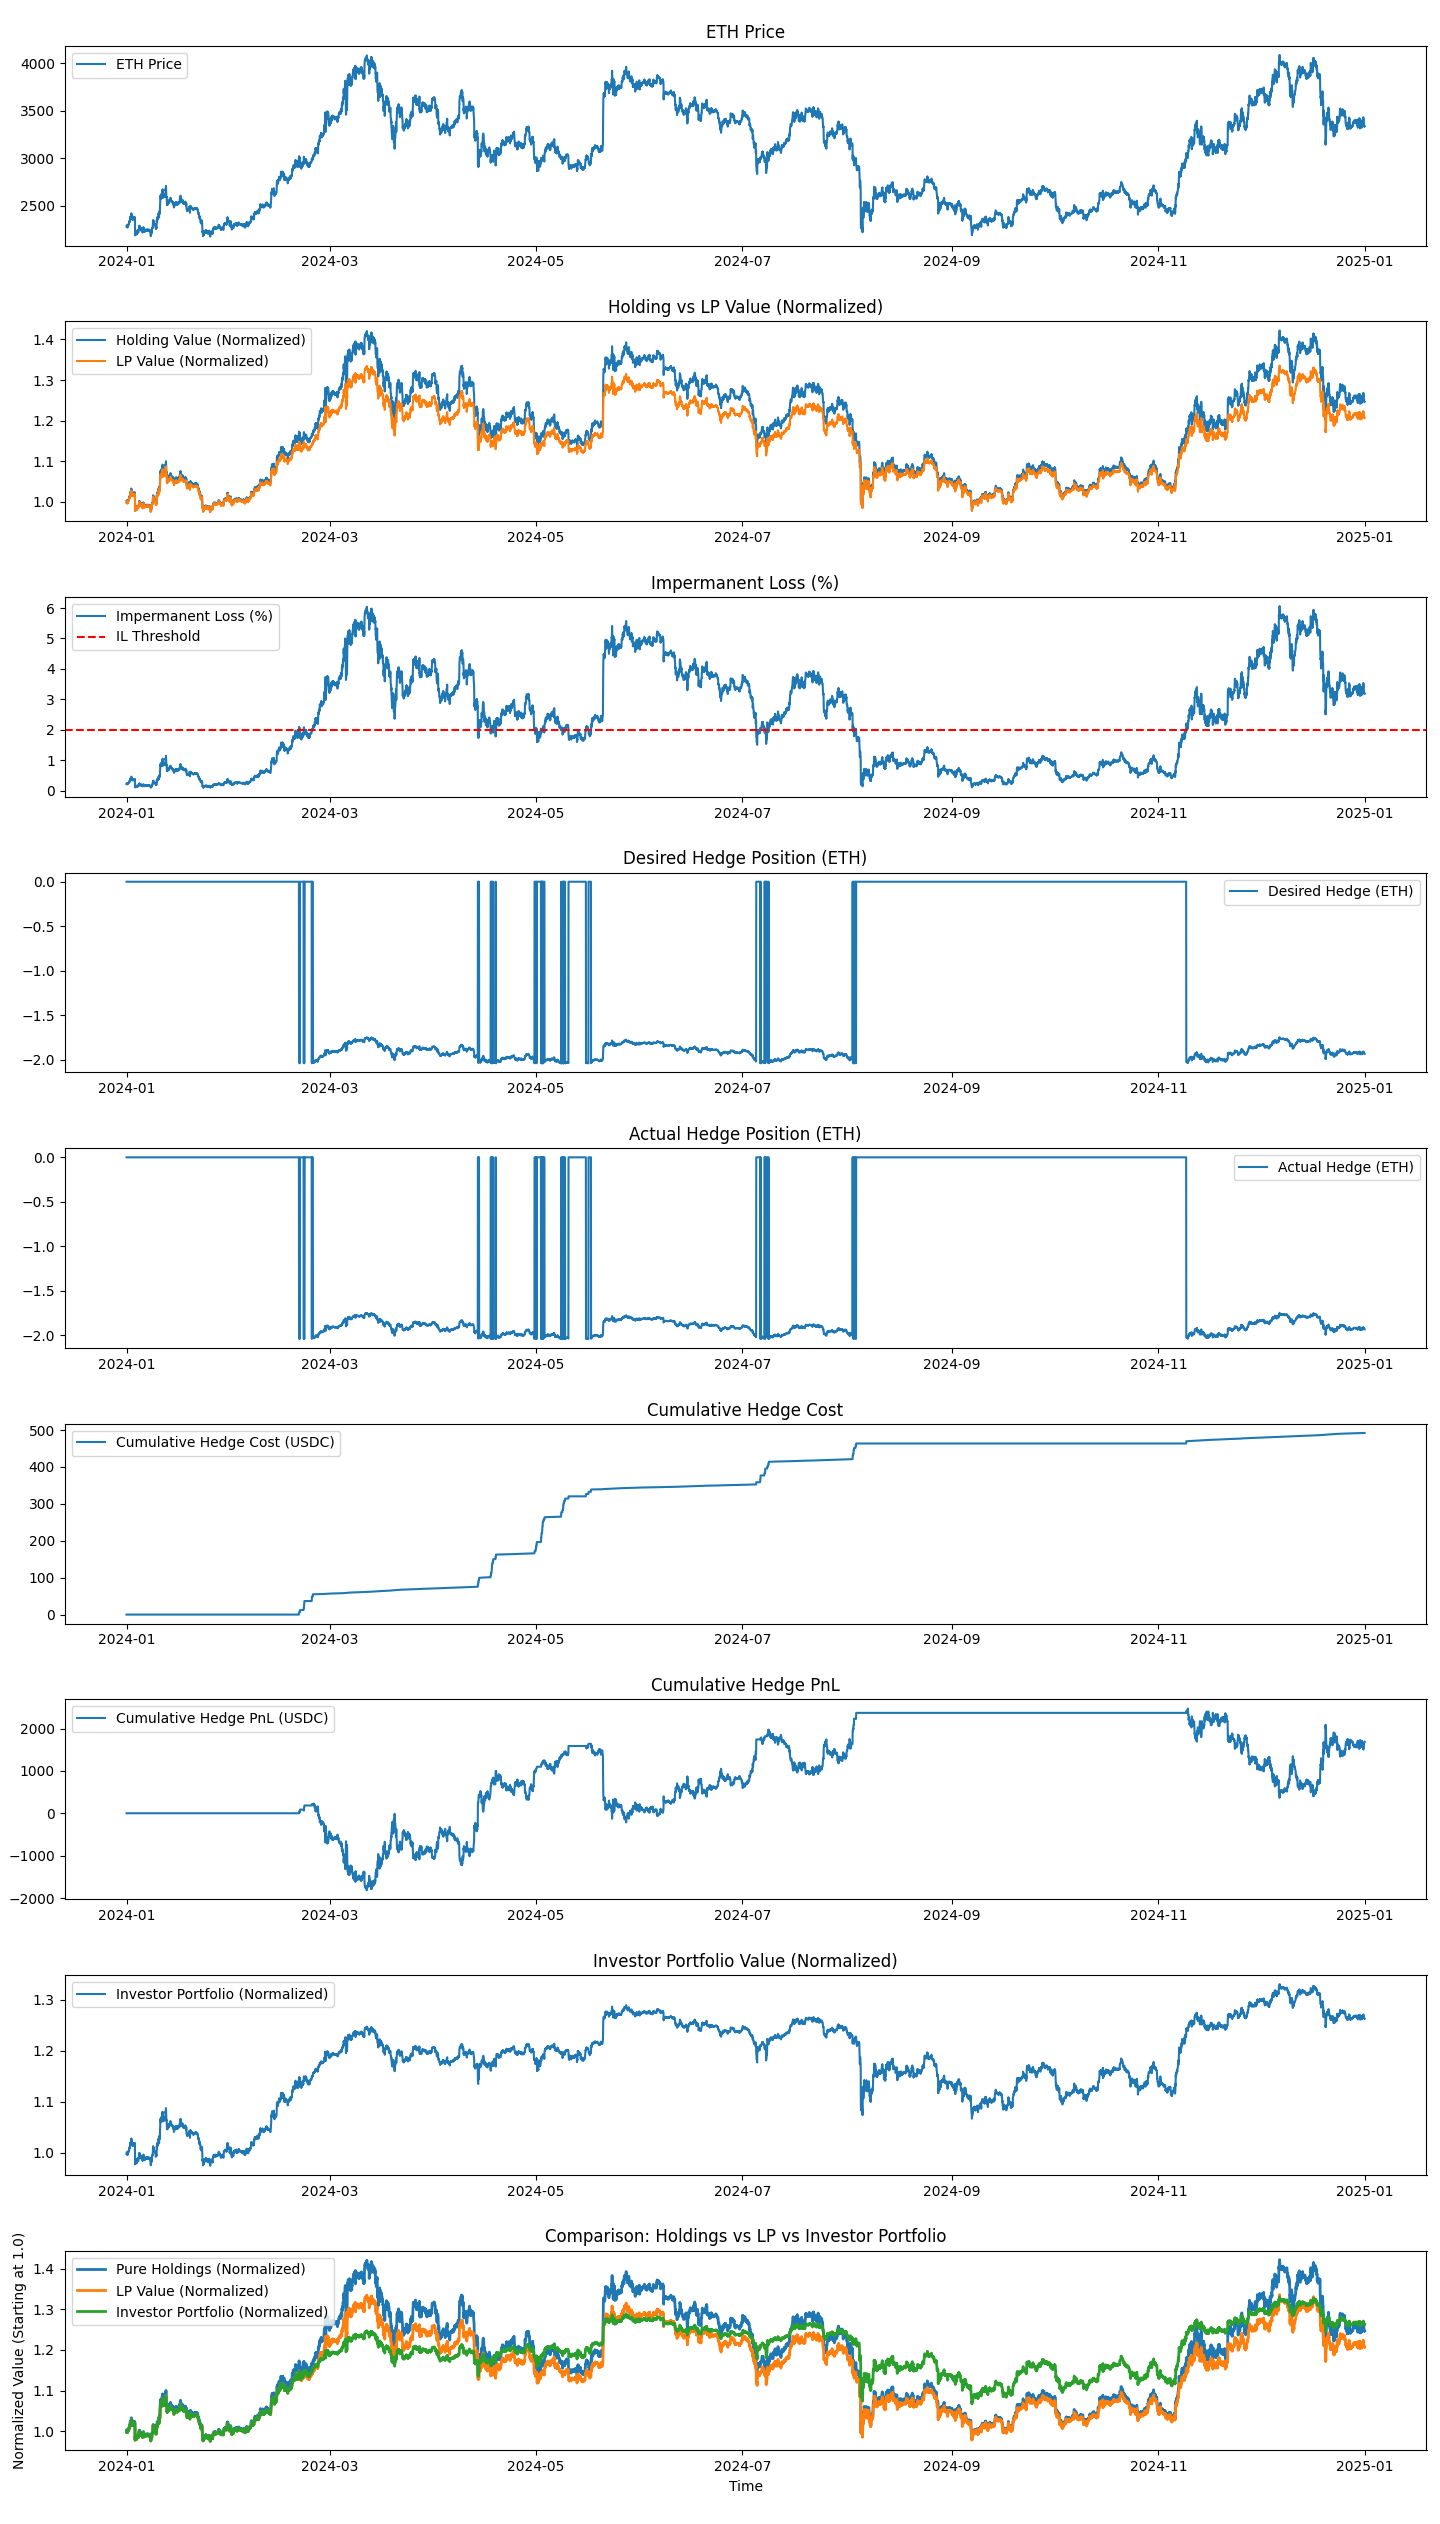 ETH Price
ETH Price
4000
3500
3000
2500
2024-01 2024-03 2024-05 2024-07 2024-09 2024-11 2025-01
Holding vs LP Value (Normalized)
Holding Value (Normalized)
LP Value (Normalized)
1.4
1.3
1.2
1.1
1.0
2024-01 2024-03 2024-05 2024-07 2024-09 2024-11 2025-01
Impermanent Loss (%)
Impermanent Loss (%)
IL Threshold
6
5
4
3
2
1
0
2024-01 2024-03 2024-05 2024-07 2024-09 2024-11 2025-01
Desired Hedge Position (ETH)
Desired Hedge (ETH)
0.0
−0.5
−1.0
−1.5
−2.0
2024-01 2024-03 2024-05 2024-07 2024-09 2024-11 2025-01
Actual Hedge Position (ETH)
Actual Hedge (ETH)
0.0
−0.5
−1.0
−1.5
−2.0
2024-01 2024-03 2024-05 2024-07 2024-09 2024-11 2025-01
Cumulative Hedge Cost
Cumulative Hedge Cost (USDC)
500
400
300
200
100
0
2024-01 2024-03 2024-05 2024-07 2024-09 2024-11 2025-01
Cumulative Hedge PnL
Cumulative Hedge PnL (USDC)
2000
1000
0
−1000
−2000
2024-01 2024-03 2024-05 2024-07 2024-09 2024-11 2025-01
Investor Portfolio Value (Normalized)
Investor Portfolio (Normalized)
1.3
1.2
1.1
1.0
2024-01 2024-03 2024-05 2024-07 2024-09 2024-11 2025-01
Comparison: Holdings vs LP vs Investor Portfolio
Pure Holdings (Normalized)
LP Value (Normalized)
Investor Portfolio (Normalized)
Normalized Value (Starting at 1.0)
1.4
1.3
1.2
1.1
1.0
2024-01 2024-03 2024-05 2024-07 2024-09 2024-11 2025-01
Time